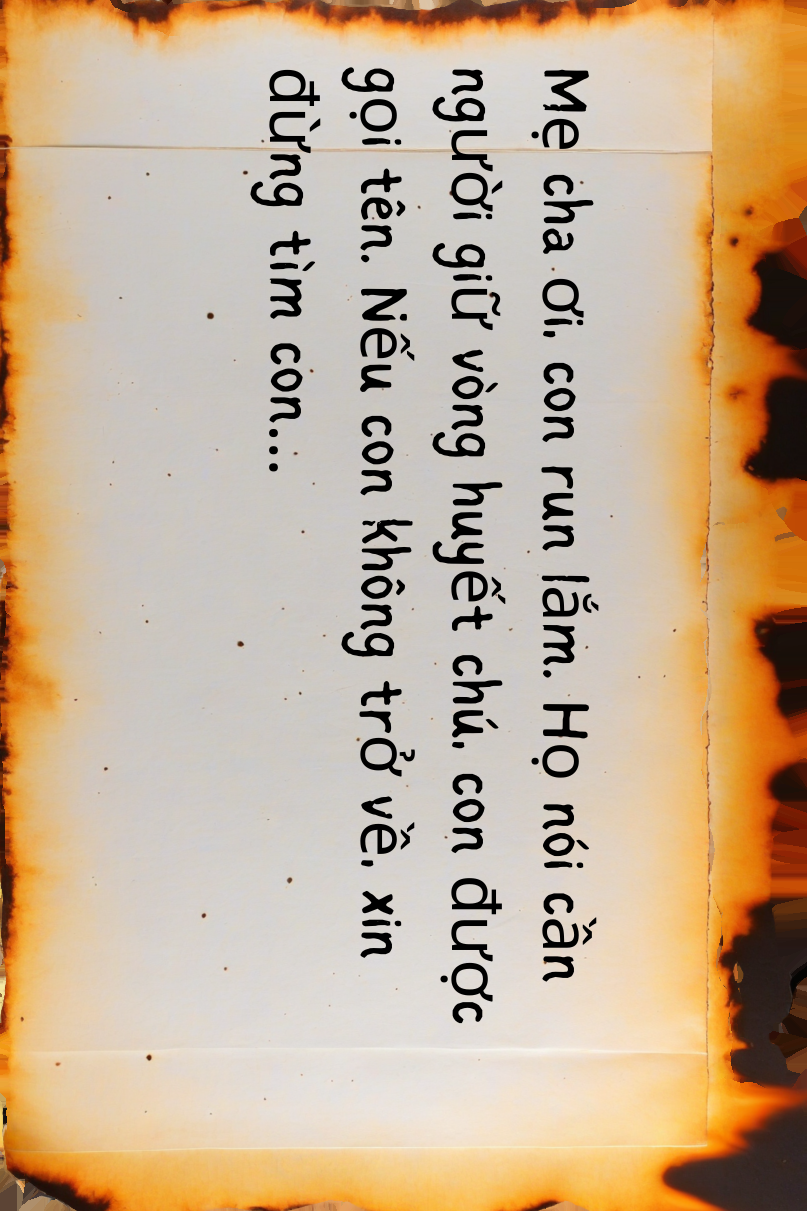 Mẹ cha ơi, con run lắm. Họ nói cần
người giữ vòng huyết chú, con được
gọi tên. Nếu con không trở về, xin
đừng tìm con...